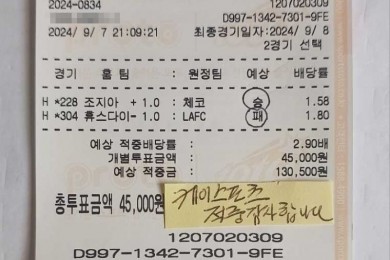 2024-0834 1207020309
D997-1342-7301-9FE
2024/ 9/ 7 21:09:21 최종경기일자:2024/ 9/ 8
2경기 선택
경기 홈 팀 : 원정팀 예상 배당률
H *228 조지아 + 1.0 : 체코 승 1.58
H *304 휴스다이- 1.0 : LAFC 패 1.80
예상 적중배당률 2.90배
개별투표금액 45,000원
예상 적중금 130,500원
총투표금액 45,000원
케이스포츠
적중감사합니다
1207020309
D997-1342-7301-9FE